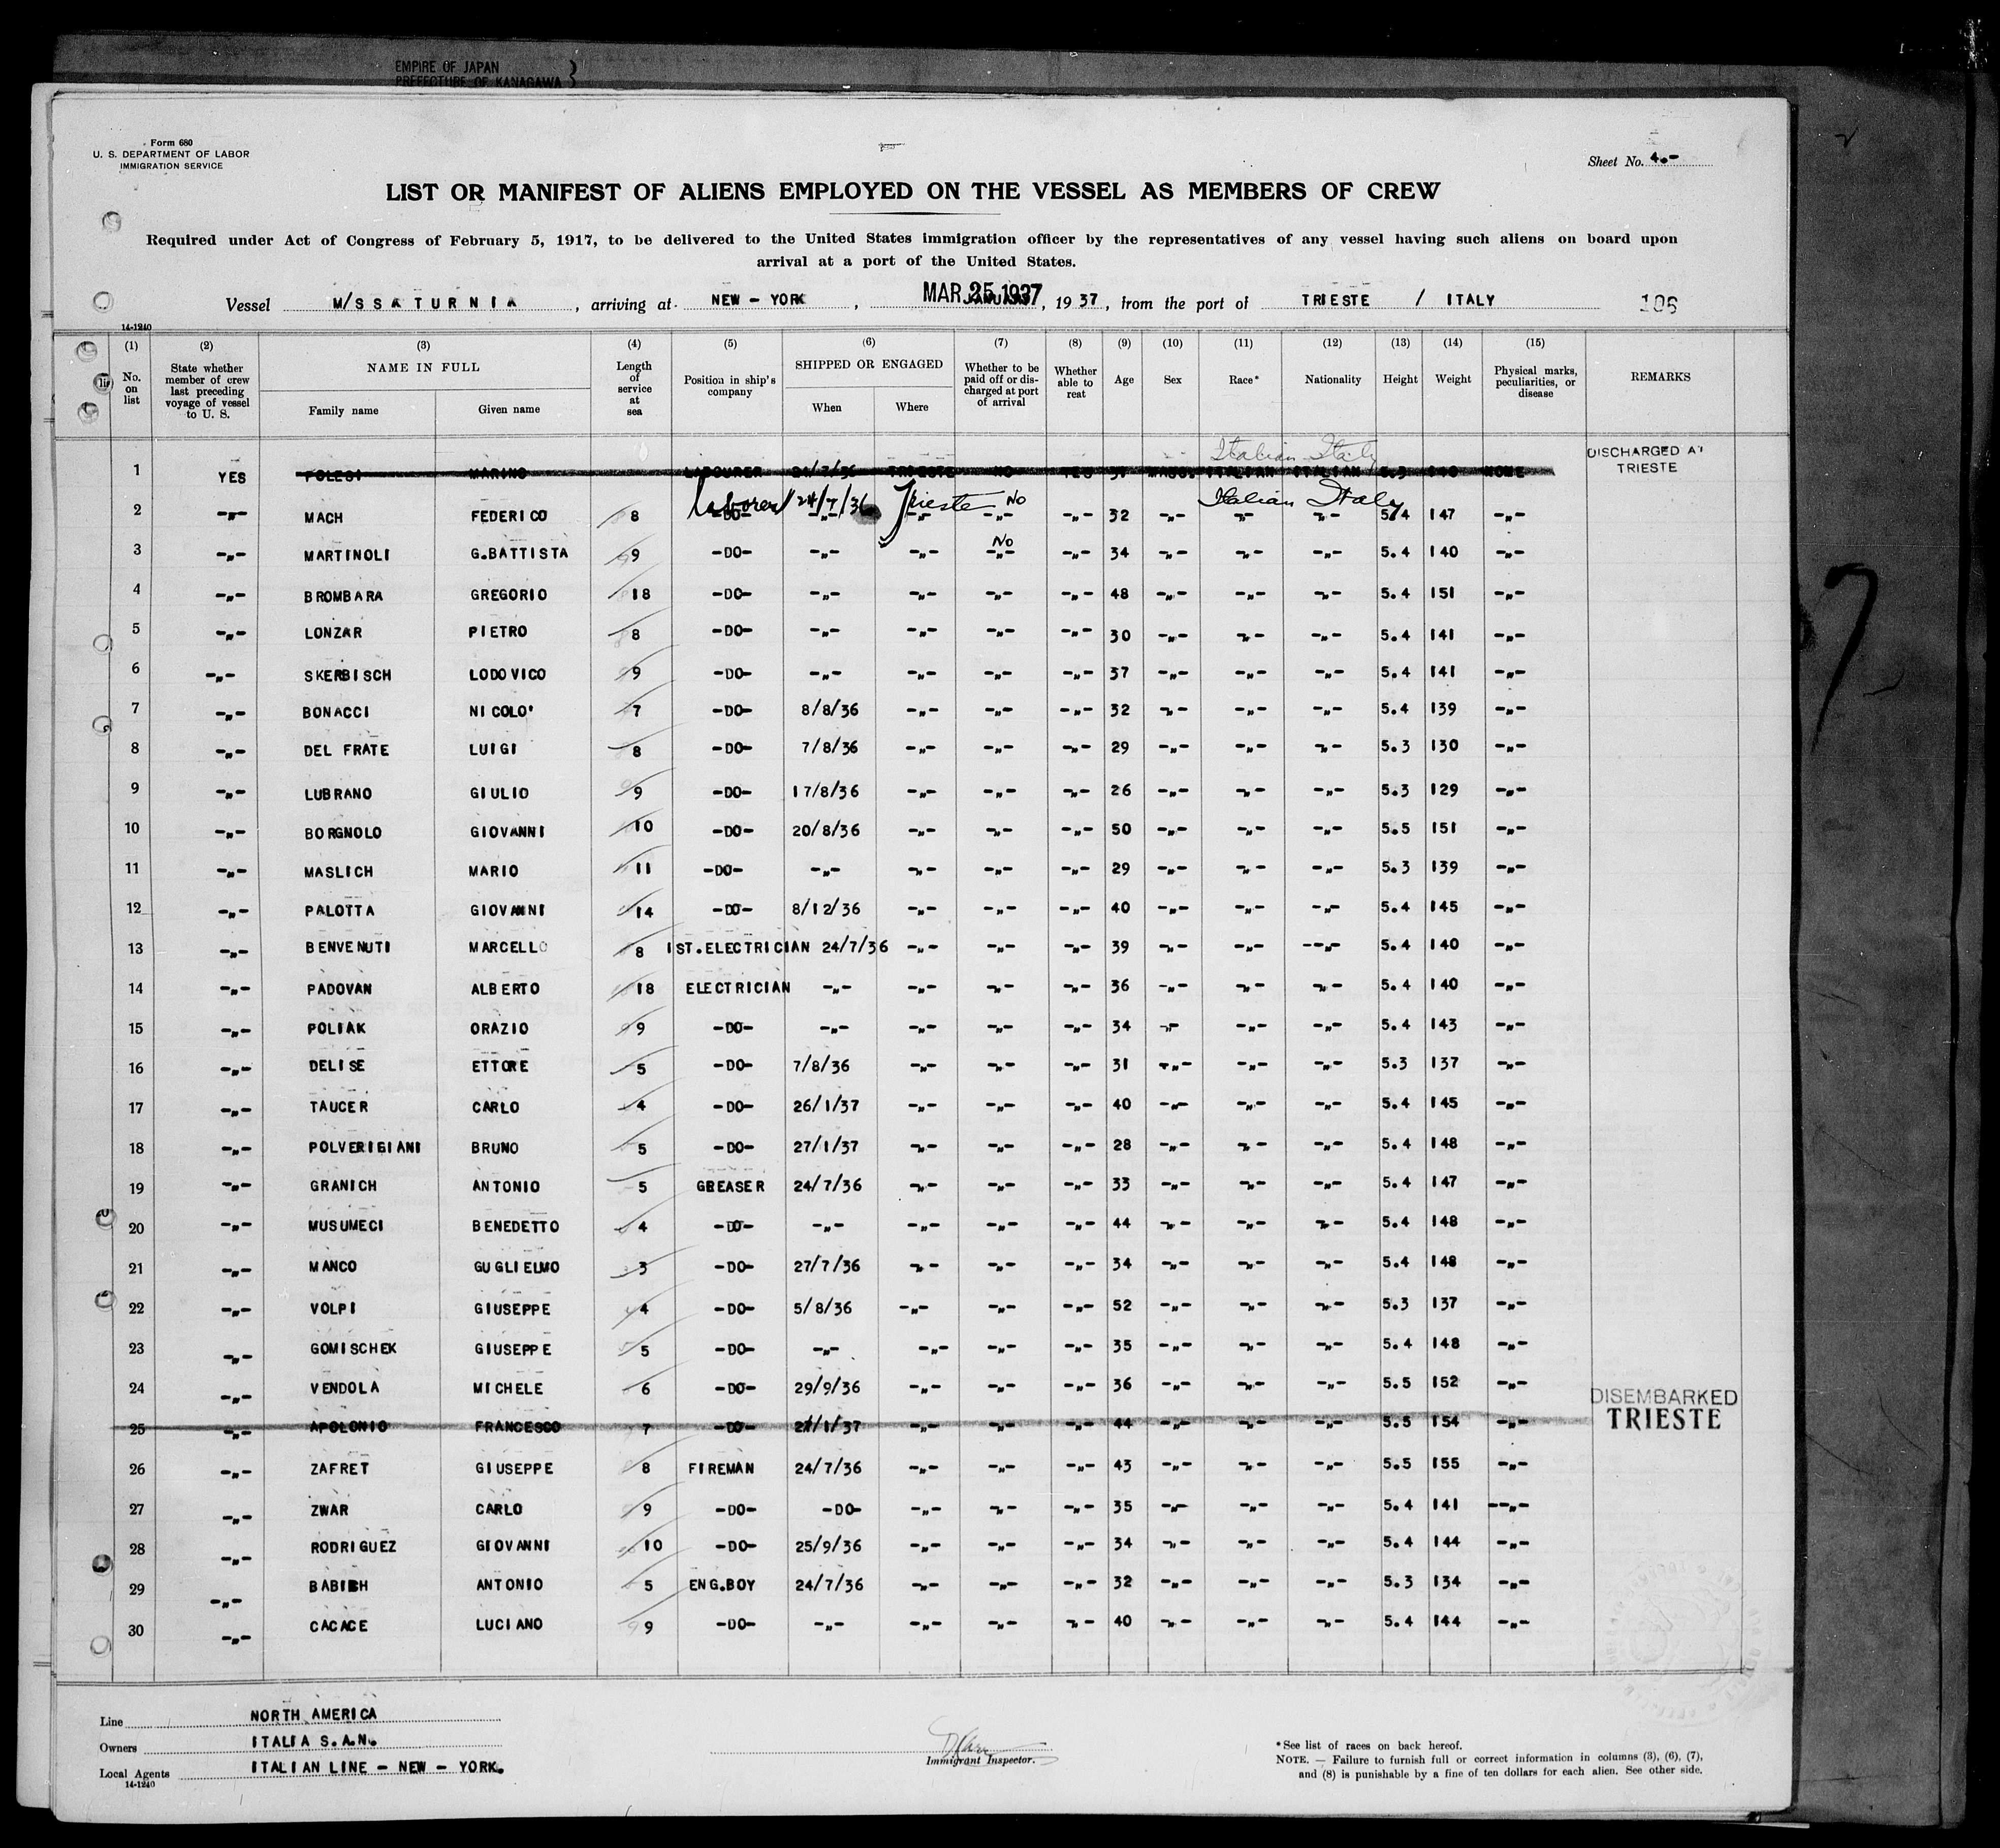 EMPIRE OF JAPAN
PREFECTURE OF KANAGAWA }
Form 680
U. S. DEPARTMENT OF LABOR
IMMIGRATION SERVICE
Sheet No. 4.-
LIST OR MANIFEST OF ALIENS EMPLOYED ON THE VESSEL AS MEMBERS OF CREW
Required under Act of Congress of February 5, 1917, to be delivered to the United States immigration officer by the representatives of any vessel having such aliens on board upon
arrival at a port of the United States.
Vessel M/S SATURNIA, arriving at NEW - YORK, MAR 25 1937, 1937, from the port of TRIESTE / ITALY 106
14-1240
(1) No. on list (2) State whether member of crew last preceding voyage of vessel to U. S. (3) NAME IN FULL Family name Given name (4) Length of service at sea (5) Position in ship's company (6) SHIPPED OR ENGAGED When Where (7) Whether to be paid off or discharged at port of arrival (8) Whether able to reat (9) Age (10) Sex (11) Race* (12) Nationality (13) Height (14) Weight (15) Physical marks, peculiarities, or disease REMARKS
Italian Italy
1 YES POLESI MARINO LABOURER 24/7/36 TRIESTE NO YES 37 MASC. ITALIAN ITALIAN 5.3 140 NONE DISCHARGED AT TRIESTE
laborer 24/7/36 Trieste No Italian Italy
2 -"- MACH FEDERICO 8 -DO- -"- -"- -"- -"- 32 -"- -"- -"- 5.4 147 -"-
No
3 -"- MARTINOLI G.BATTISTA 9 -DO- -"- -"- -"- -"- 34 -"- -"- -"- 5.4 140 -"-
4 -"- BROMBARA GREGORIO 18 -DO- -"- -"- -"- -"- 48 -"- -"- -"- 5.4 151 -"-
5 -"- LONZAR PIETRO 8 -DO- -"- -"- -"- -"- 30 -"- -"- -"- 5.4 141 -"-
6 -"- SKERBISCH LODOVICO 9 -DO- -"- -"- -"- -"- 37 -"- -"- -"- 5.4 141 -"-
7 -"- BONACCI NICOLO' 7 -DO- 8/8/36 -"- -"- -"- 32 -"- -"- -"- 5.4 139 -"-
8 -"- DEL FRATE LUIGI 8 -DO- 7/8/36 -"- -"- -"- 29 -"- -"- -"- 5.3 130 -"-
9 -"- LUBRANO GIULIO 9 -DO- 17/8/36 -"- -"- -"- 26 -"- -"- -"- 5.3 129 -"-
10 -"- BORGNOLO GIOVANNI 10 -DO- 20/8/36 -"- -"- -"- 50 -"- -"- -"- 5.5 151 -"-
11 -"- MASLICH MARIO 11 -DO- -"- -"- -"- -"- 29 -"- -"- -"- 5.3 139 -"-
12 -"- PALOTTA GIOVANNI 14 -DO- 8/12/36 -"- -"- -"- 40 -"- -"- -"- 5.4 145 -"-
13 -"- BENVENUTI MARCELLO 8 IST.ELECTRICIAN 24/7/36 -"- -"- -"- 39 -"- -"- --"- 5.4 140 -"-
14 -"- PADOVAN ALBERTO 18 ELECTRICIAN -"- -"- -"- -"- 36 -"- -"- -"- 5.4 140 -"-
15 -"- POLIAK ORAZIO 9 -DO- -"- -"- -"- -"- 34 -"- -"- -"- 5.4 143 -"-
16 -"- DELISE ETTORE 5 -DO- 7/8/36 -"- -"- -"- 31 -"- -"- -"- 5.3 137 -"-
17 -"- TAUCER CARLO 4 -DO- 26/1/37 -"- -"- -"- 40 -"- -"- -"- 5.4 145 -"-
18 -"- POLVERIGIANI BRUNO 5 -DO- 27/1/37 -"- -"- -"- 28 -"- -"- -"- 5.4 148 -"-
19 -"- GRANICH ANTONIO 5 GREASER 24/7/36 -"- -"- -"- 33 -"- -"- -"- 5.4 147 -"-
20 -"- MUSUMECI BENEDETTO 4 -DO- -"- -"- -"- -"- 44 -"- -"- -"- 5.4 148 -"-
21 -"- MANCO GUGLIELMO 3 -DO- 27/7/36 -"- -"- -"- 34 -"- -"- -"- 5.4 148 -"-
22 -"- VOLPI GIUSEPPE 4 -DO- 5/8/36 -"- -"- -"- 52 -"- -"- -"- 5.3 137 -"-
23 -"- GOMISCHEK GIUSEPPE 5 -DO- -"- -"- -"- -"- 35 -"- -"- -"- 5.4 148 -"-
24 -"- VENDOLA MICHELE 6 -DO- 29/9/36 -"- -"- -"- 36 -"- -"- -"- 5.5 152 -"-
25 -"- APOLONIO FRANCESCO 7 -DO- 27/1/37 -"- -"- -"- 44 -"- -"- -"- 5.5 154 -"- DISEMBARKED TRIESTE
26 -"- ZAFRET GIUSEPPE 8 FIREMAN 24/7/36 -"- -"- -"- 43 -"- -"- -"- 5.5 155 -"-
27 -"- ZWAR CARLO 9 -DO- -DO- -"- -"- -"- 35 -"- -"- -"- 5.4 141 --"-
28 -"- RODRIGUEZ GIOVANNI 10 -DO- 25/9/36 -"- -"- -"- 34 -"- -"- -"- 5.4 144 -"-
29 -"- BABICH ANTONIO 5 ENG.BOY 24/7/36 -"- -"- -"- 32 -"- -"- -"- 5.3 134 -"-
30 -"- CACACE LUCIANO 9 -DO- -"- -"- -"- -"- 40 -"- -"- -"- 5.4 144 -"-
Line NORTH AMERICA
Owners ITALIA S.A.N.
Local Agents ITALIAN LINE - NEW - YORK.
14-1240
Immigrant Inspector.
*See list of races on back hereof.
NOTE. — Failure to furnish full or correct information in columns (3), (6), (7),
and (8) is punishable by a fine of ten dollars for each alien. See other side.